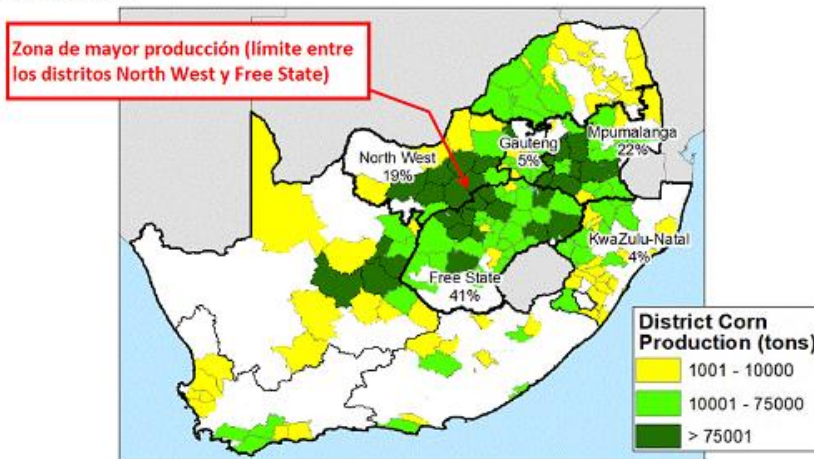 Zona de mayor producción (límite entre
los distritos North West y Free State)
North West
19%
Gauteng
5%
Mpumalanga
22%
KwaZulu-Natal
4%
Free State
41%
District Corn
Production (tons)
1001 - 10000
10001 - 75000
> 75001